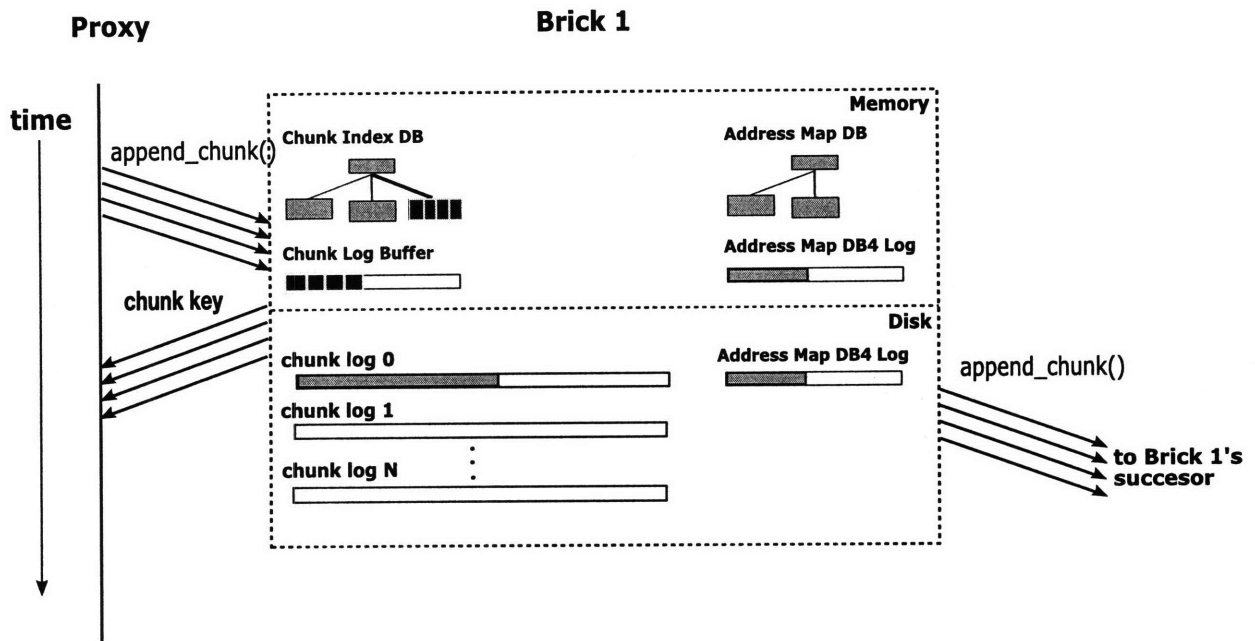 Proxy
Brick 1
time
Memory
Chunk Index DB
Address Map DB
append_chunk()
Chunk Log Buffer
Address Map DB4 Log
chunk key
Disk
chunk log 0
Address Map DB4 Log
append_chunk()
chunk log 1
to Brick 1's
succesor
chunk log N